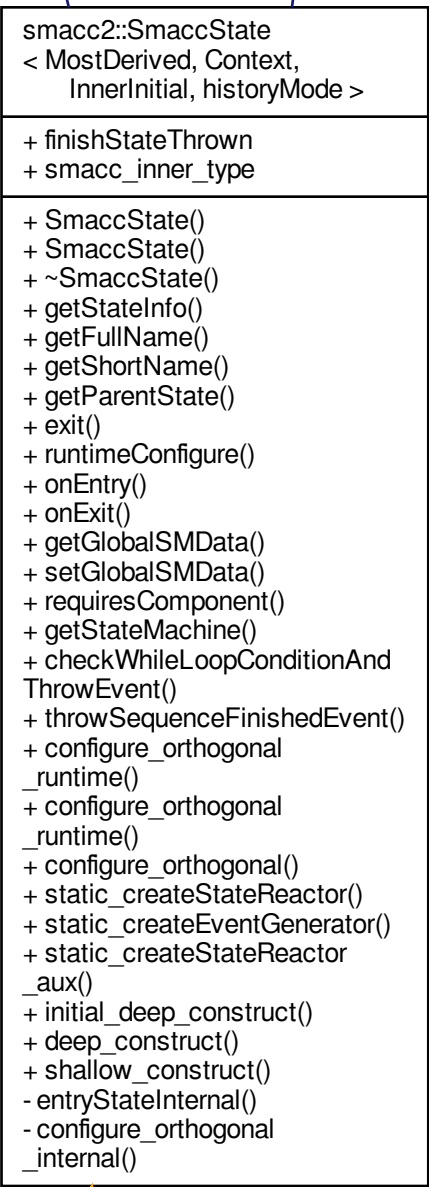 smacc2::SmaccState
< MostDerived, Context,
InnerInitial, historyMode >
+ finishStateThrown
+ smacc_inner_type
+ SmaccState()
+ SmaccState()
+ ~SmaccState()
+ getStateInfo()
+ getFullName()
+ getShortName()
+ getParentState()
+ exit()
+ runtimeConfigure()
+ onEntry()
+ onExit()
+ getGlobalSMData()
+ setGlobalSMData()
+ requiresComponent()
+ getStateMachine()
+ checkWhileLoopConditionAnd
ThrowEvent()
+ throwSequenceFinishedEvent()
+ configure_orthogonal
_runtime()
+ configure_orthogonal
_runtime()
+ configure_orthogonal()
+ static_createStateReactor()
+ static_createEventGenerator()
+ static_createStateReactor
_aux()
+ initial_deep_construct()
+ deep_construct()
+ shallow_construct()
- entryStateInternal()
- configure_orthogonal
_internal()